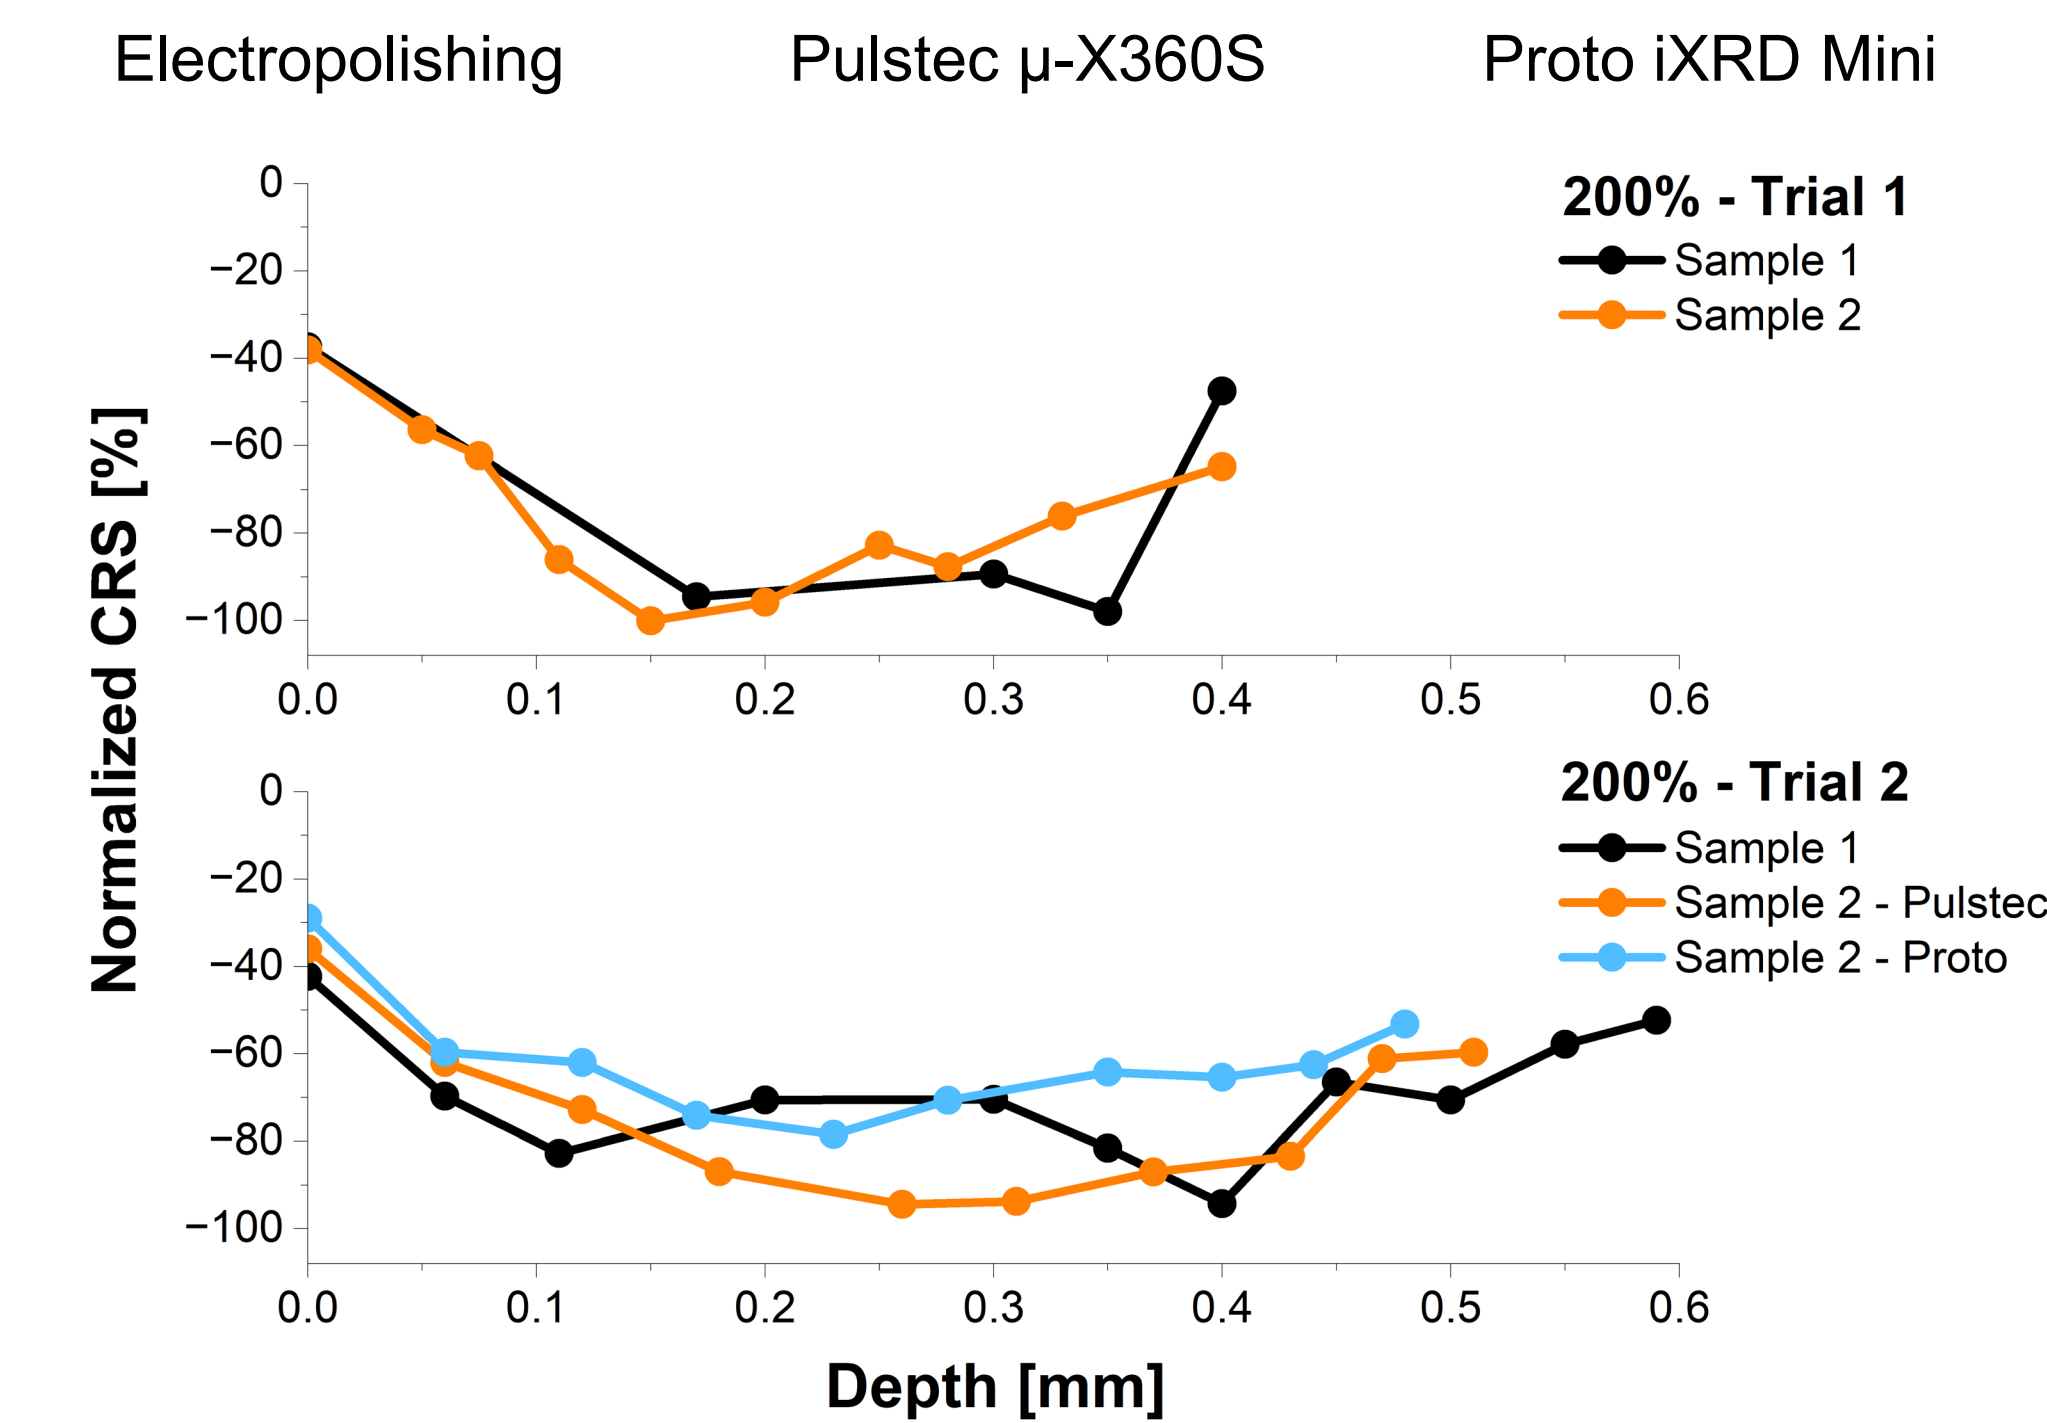 Electropolishing Pulstec µ-X360S Proto iXRD Mini
Normalized CRS [%]
0
−20
−40
−60
−80
−100
0.0 0.1 0.2 0.3 0.4 0.5 0.6
200% - Trial 1
Sample 1
Sample 2
0
−20
−40
−60
−80
−100
0.0 0.1 0.2 0.3 0.4 0.5 0.6
200% - Trial 2
Sample 1
Sample 2 - Pulstec
Sample 2 - Proto
Depth [mm]